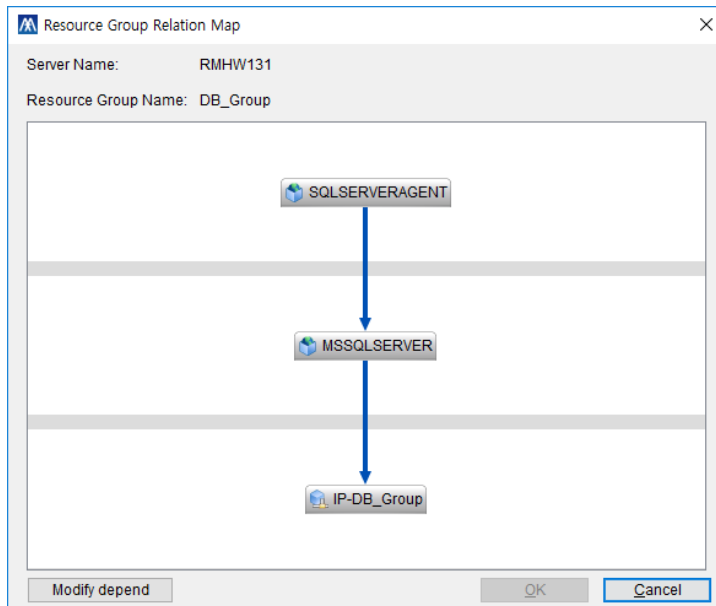 Resource Group Relation Map
Server Name: RMHW131
Resource Group Name: DB_Group
SQLSERVERAGENT
MSSQLSERVER
IP-DB_Group
Modify depend OK Cancel